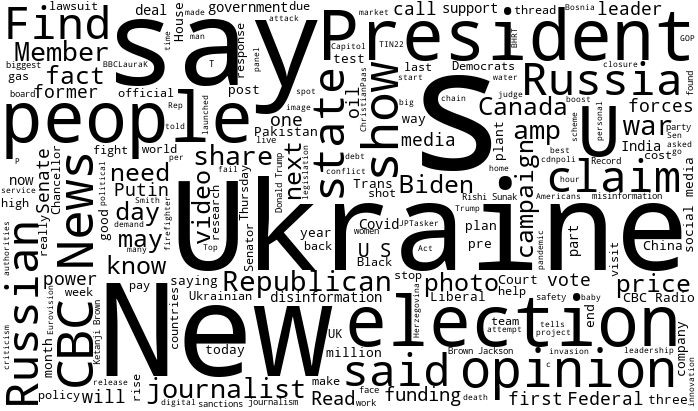 lawsuit deal made government due
House
call support thread leader
attack market Bosnia
Find say President
GOP
Member BBCLauraK time man response panel
Capitol TIN22 BHRT Democrats closure
biggest gas fact T test ChristianPaas Russia found
board former official post image spot last start water
big chain judge boost
people Rep launched one state oil show S Canada U forces
told Pakistan live way scheme personal war party Sen
P fight world per share next media plant amp best cdnpoli Record India cost asked go
now service Senate Chancellor political need fail Donald Trump legislation debt conflict Trans shot Biden home claim
high News Putin video research Thursday Rishi Sunak campaign hour Americans misinformation
really good Smith day demand firefighter Ukraine women Covid UPTasker Trump pandemic part social media
authorities may many Top Senator year back U S Act plan pre visit China
Russian know Black
power saying Republican photo stop Court vote price
week pay Ukrainian disinformation Liberal help safety baby CBC Radio
criticism month Eurovision CBC Ketanji Brown New countries UK Herzegovina election end
team attempt tells project
today million Brown Jackson c invasion leadership company innovation
policy will release rise journalist make said opinion
digital sanctions journalism Read face work funding death first Federal three